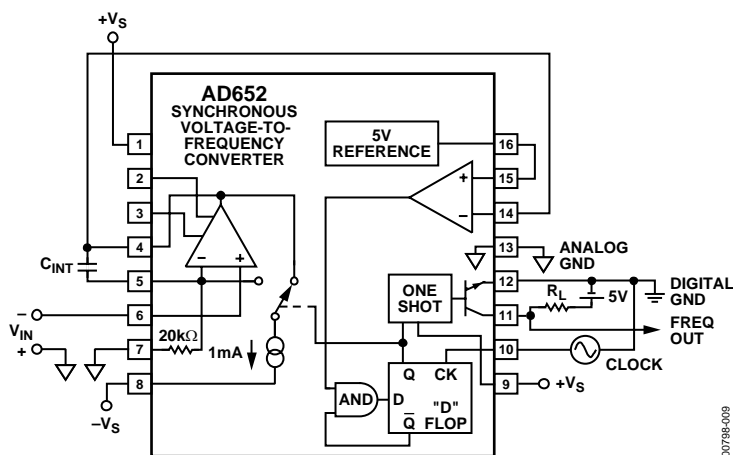 +VS
AD652
SYNCHRONOUS
VOLTAGE-TO-
FREQUENCY
CONVERTER
5V
REFERENCE
1
2
3
4
5
6
7
8
16
15
14
13
12
11
10
9
+
−
ANALOG
GND
CINT
−
+
ONE
SHOT
RL
5V
DIGITAL
GND
FREQ
OUT
−
VIN
+
20kΩ
1mA
CLOCK
+VS
−VS
AND
D
Q
CK
"D"
FLOP
Q̅
00798-009